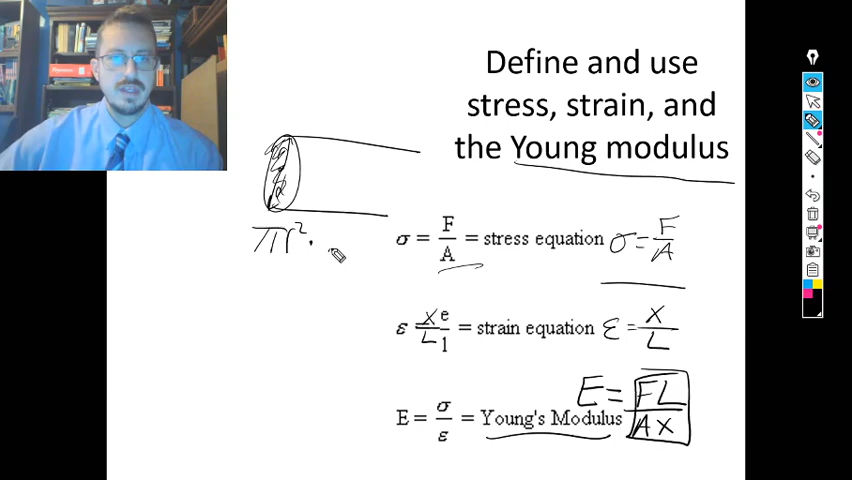 Define and use
stress, strain, and
the Young modulus
πr².
σ = F/A = stress equation σ = F/A
ε = x/L e/l = strain equation ε = x/L
E = FL/AX
E = σ/ε = Young's Modulus